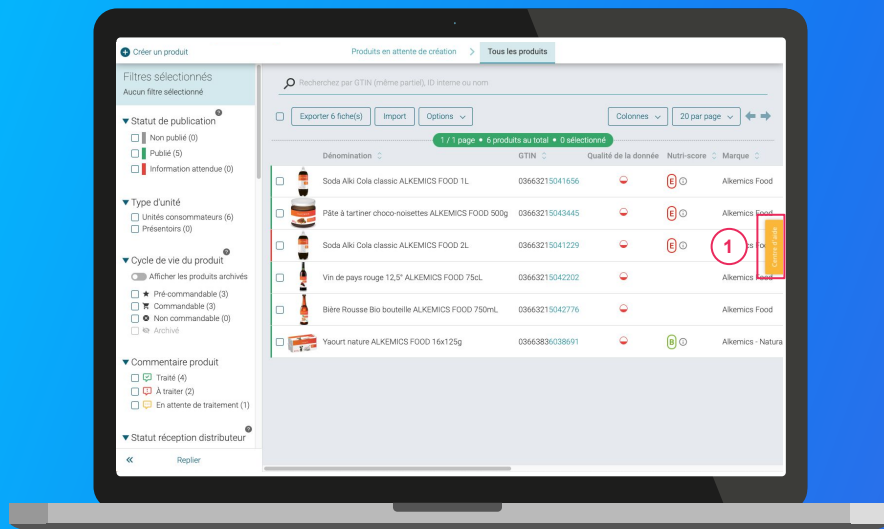 Créer un produit
Produits en attente de création > Tous les produits
Filtres sélectionnés
Aucun filtre sélectionné
Recherchez par GTIN (même partiel), ID interne ou nom
Statut de publication ?
Non publié (0)
Publié (5)
Information attendue (0)
Exporter 6 fiche(s) Import Options Colonnes 20 par page
1 / 1 page • 6 produits au total • 0 sélectionné
Dénomination GTIN Qualité de la donnée Nutri-score Marque
Soda Alki Cola classic ALKEMICS FOOD 1L 03663215041656 E Alkemics Food
Pâte à tartiner choco-noisettes ALKEMICS FOOD 500g 03663215043445 E Alkemics Food
Soda Alki Cola classic ALKEMICS FOOD 2L 03663215041229 E
1
Centre d'aide
Vin de pays rouge 12,5° ALKEMICS FOOD 75cL 03663215042202 Alkemics Food
Bière Rousse Bio bouteille ALKEMICS FOOD 750mL 03663215042776 Alkemics Food
Yaourt nature ALKEMICS FOOD 16x125g 03663836038691 B Alkemics - Natura
Type d'unité
Unités consommateurs (6)
Présentoirs (0)
Cycle de vie du produit ?
Afficher les produits archivés
Pré-commandable (3)
Commandable (3)
Non commandable (0)
Archivé
Commentaire produit
Traité (4)
À traiter (2)
En attente de traitement (1)
Statut réception distributeur ?
Replier